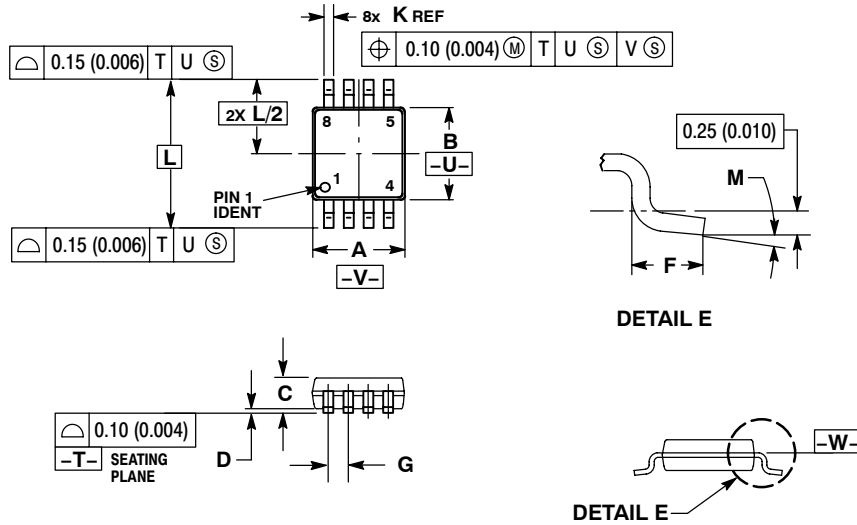 8x K REF
⌓ 0.15 (0.006) T U Ⓢ
⌖ 0.10 (0.004) Ⓜ T U Ⓢ V Ⓢ
2X L/2
8 5
L
B
–U–
0.25 (0.010)
M
1 4
PIN 1
IDENT
⌓ 0.15 (0.006) T U Ⓢ
A
–V–
F
DETAIL E
C
⌓ 0.10 (0.004)
–T– SEATING
PLANE
D
G
–W–
DETAIL E